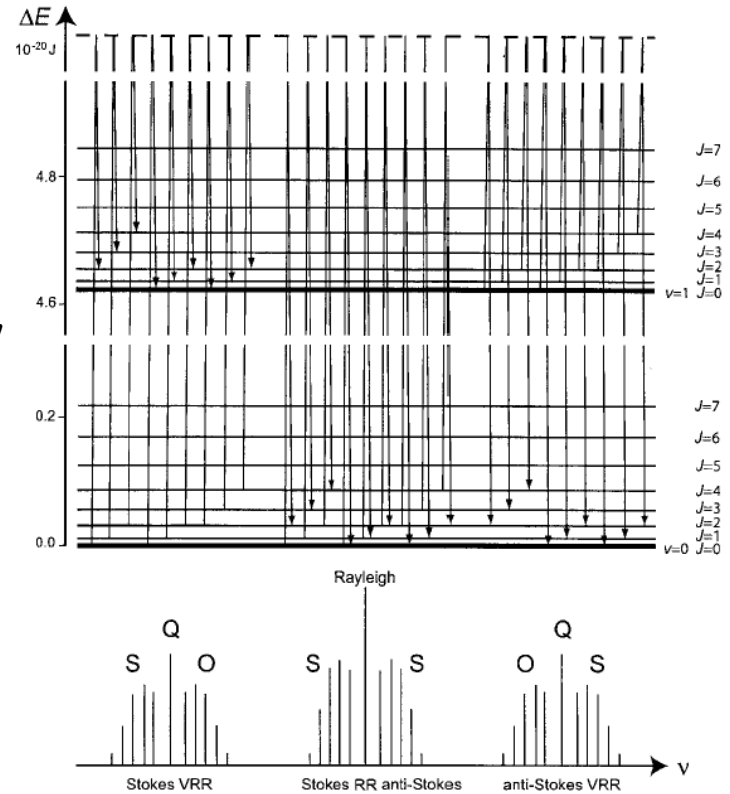 ΔE
10⁻²⁰ J
J=7
4.8
J=6
J=5
J=4
J=3
J=2
J=1
4.6
v=1 J=0
J=7
0.2
J=6
J=5
J=4
J=3
J=2
J=1
0.0
v=0 J=0
Rayleigh
Q
Q
S
O
S
S
O
S
ν
Stokes VRR
Stokes RR anti-Stokes
anti-Stokes VRR